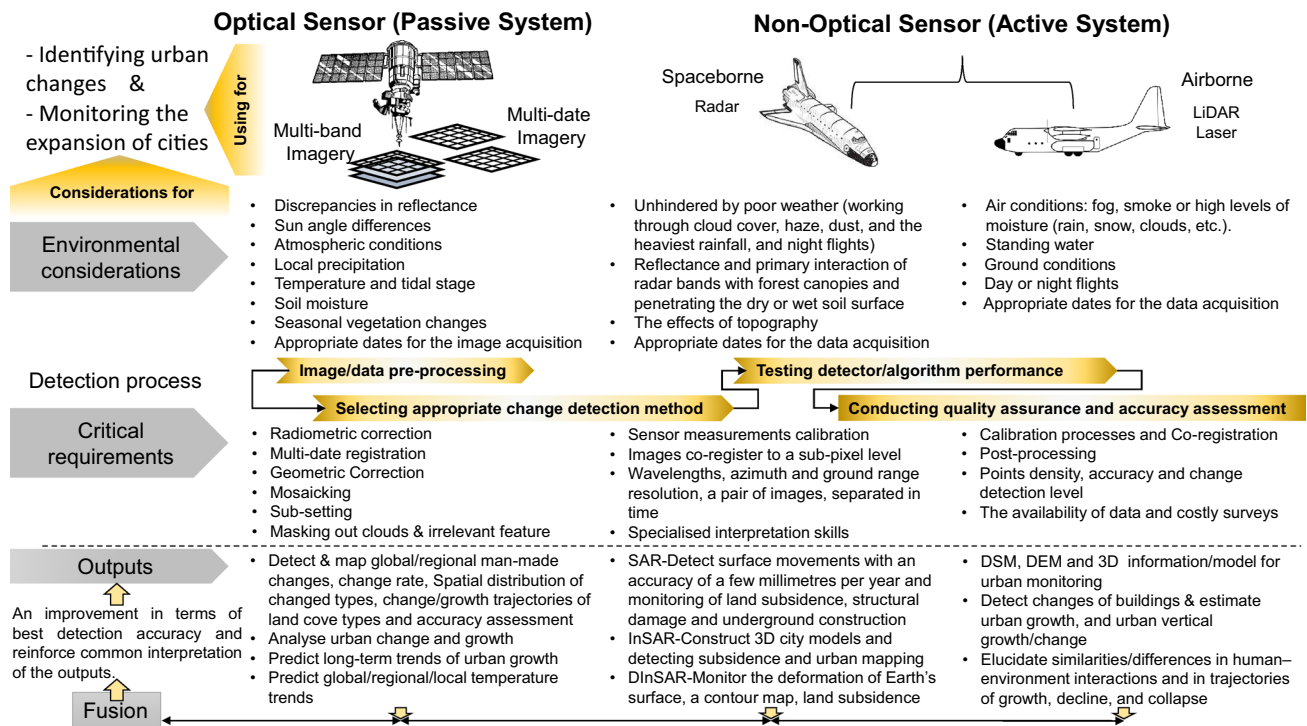 Optical Sensor (Passive System)
Non-Optical Sensor (Active System)
- Identifying urban
changes &
- Monitoring the
expansion of cities
Using for
Considerations for
Multi-band
Imagery
Multi-date
Imagery
Spaceborne
Radar
Airborne
LiDAR
Laser
Environmental
considerations
• Discrepancies in reflectance
• Sun angle differences
• Atmospheric conditions
• Local precipitation
• Temperature and tidal stage
• Soil moisture
• Seasonal vegetation changes
• Appropriate dates for the image acquisition
• Unhindered by poor weather (working
through cloud cover, haze, dust, and the
heaviest rainfall, and night flights)
• Reflectance and primary interaction of
radar bands with forest canopies and
penetrating the dry or wet soil surface
• The effects of topography
• Appropriate dates for the data acquisition
• Air conditions: fog, smoke or high levels of
moisture (rain, snow, clouds, etc.).
• Standing water
• Ground conditions
• Day or night flights
• Appropriate dates for the data acquisition
Detection process
Image/data pre-processing
Selecting appropriate change detection method
Testing detector/algorithm performance
Conducting quality assurance and accuracy assessment
Critical
requirements
• Radiometric correction
• Multi-date registration
• Geometric Correction
• Mosaicking
• Sub-setting
• Masking out clouds & irrelevant feature
• Sensor measurements calibration
• Images co-register to a sub-pixel level
• Wavelengths, azimuth and ground range
resolution, a pair of images, separated in
time
• Specialised interpretation skills
• Calibration processes and Co-registration
• Post-processing
• Points density, accuracy and change
detection level
• The availability of data and costly surveys
Outputs
An improvement in terms of
best detection accuracy and
reinforce common interpretation
of the outputs.
Fusion
• Detect & map global/regional man-made
changes, change rate, Spatial distribution of
changed types, change/growth trajectories of
land cove types and accuracy assessment
• Analyse urban change and growth
• Predict long-term trends of urban growth
• Predict global/regional/local temperature
trends
• SAR-Detect surface movements with an
accuracy of a few millimetres per year and
monitoring of land subsidence, structural
damage and underground construction
• InSAR-Construct 3D city models and
detecting subsidence and urban mapping
• DInSAR-Monitor the deformation of Earth's
surface, a contour map, land subsidence
• DSM, DEM and 3D information/model for
urban monitoring
• Detect changes of buildings & estimate
urban growth, and urban vertical
growth/change
• Elucidate similarities/differences in human–
environment interactions and in trajectories
of growth, decline, and collapse